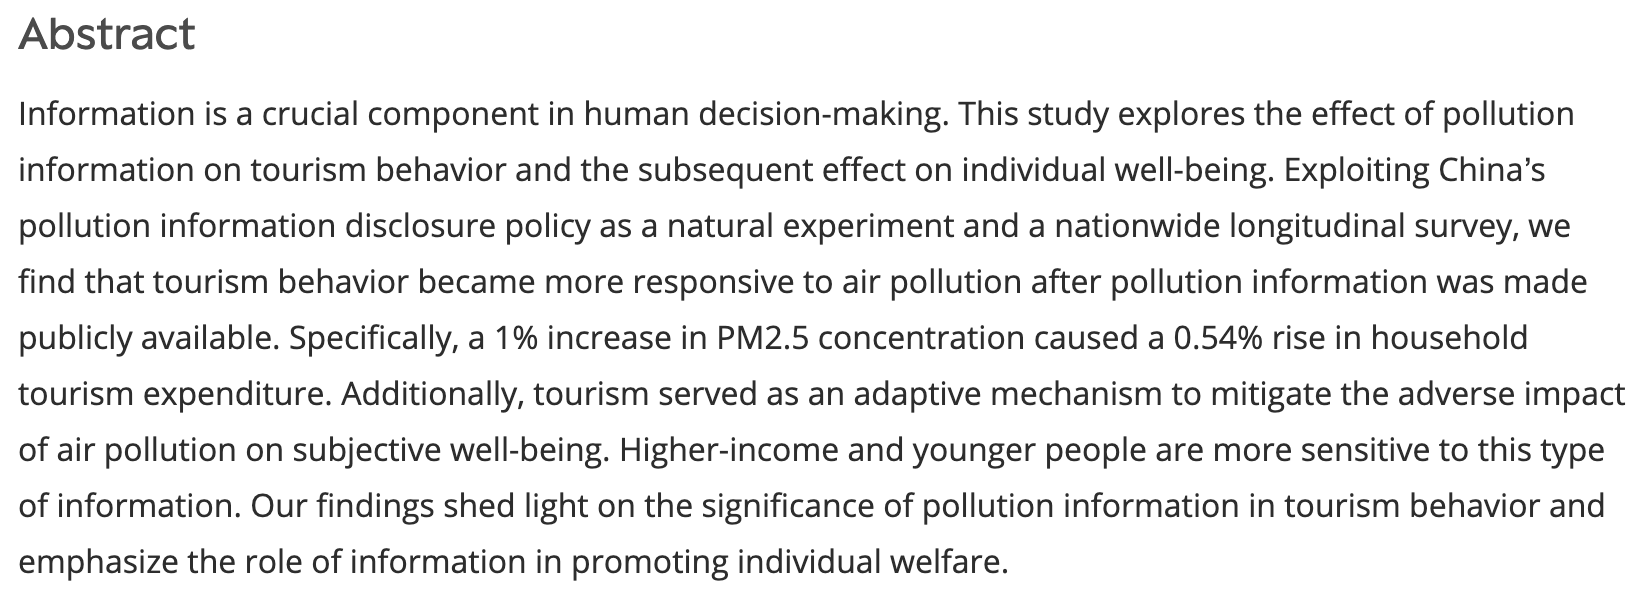 Abstract
Information is a crucial component in human decision-making. This study explores the effect of pollution
information on tourism behavior and the subsequent effect on individual well-being. Exploiting China’s
pollution information disclosure policy as a natural experiment and a nationwide longitudinal survey, we
find that tourism behavior became more responsive to air pollution after pollution information was made
publicly available. Specifically, a 1% increase in PM2.5 concentration caused a 0.54% rise in household
tourism expenditure. Additionally, tourism served as an adaptive mechanism to mitigate the adverse impact
of air pollution on subjective well-being. Higher-income and younger people are more sensitive to this type
of information. Our findings shed light on the significance of pollution information in tourism behavior and
emphasize the role of information in promoting individual welfare.